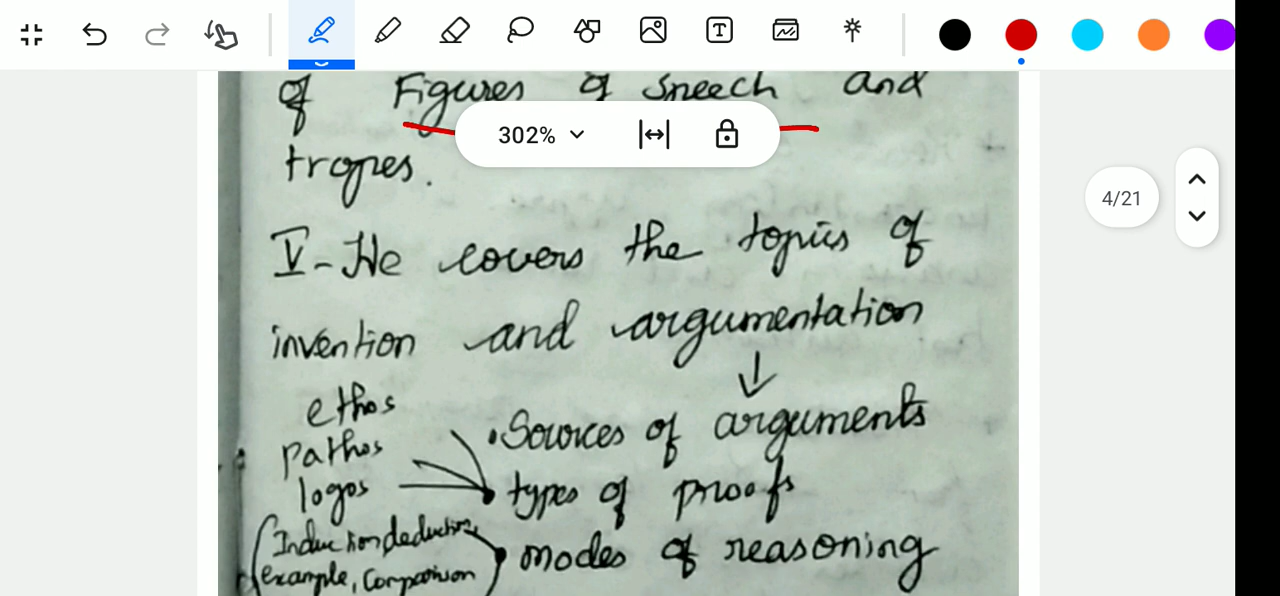 of Figures of Speech and
302%
tropes.
4/21
V- He covers the topics of
invention and argumentation
ethos
pathos
logos
• Sources of arguments
• types of proofs
(Induction deduction,
example, Comparison
• modes of reasoning